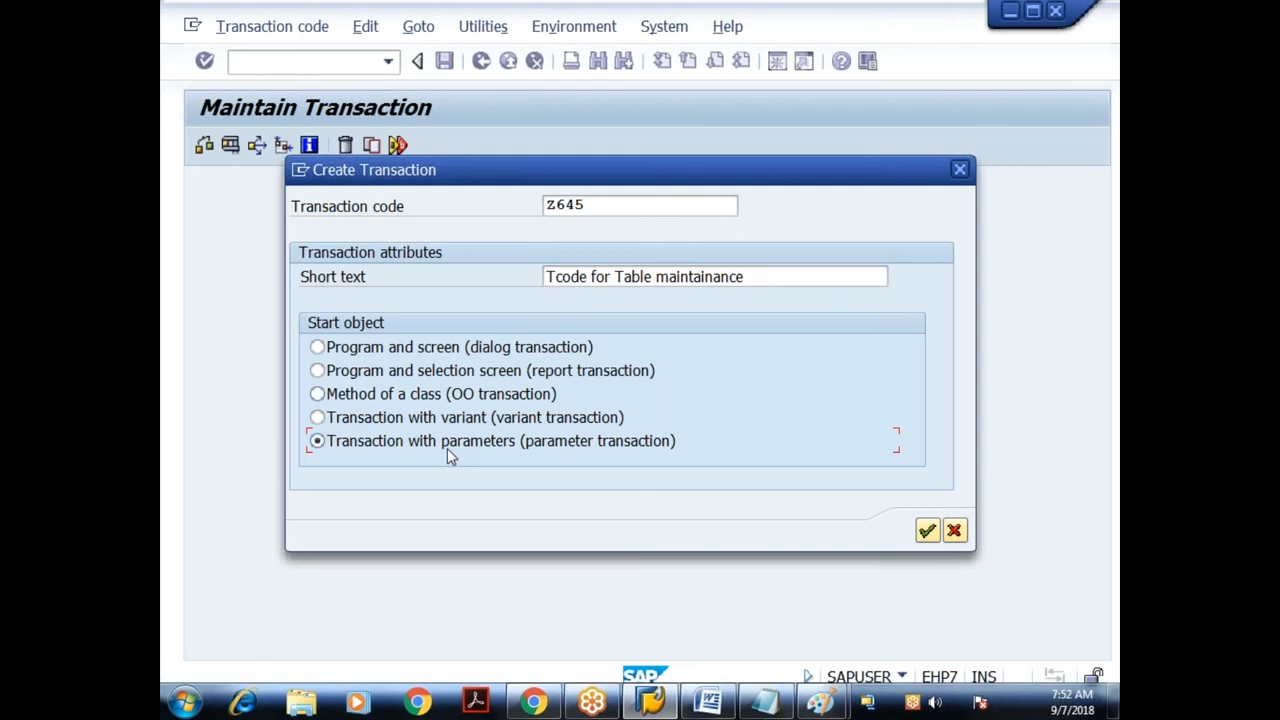 Transaction code Edit Goto Utilities Environment System Help
Maintain Transaction
Create Transaction
Transaction code Z645
Transaction attributes
Short text Tcode for Table maintainance
Start object
Program and screen (dialog transaction)
Program and selection screen (report transaction)
Method of a class (OO transaction)
Transaction with variant (variant transaction)
Transaction with parameters (parameter transaction)
SAP SAPUSER EHP7 INS
7:52 AM
9/7/2018